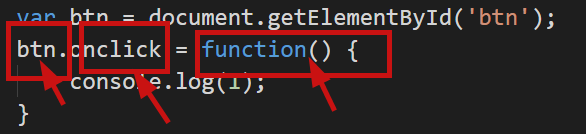 var btn = document.getElementById('btn');
btn.onclick = function() {
console.log(1);
}